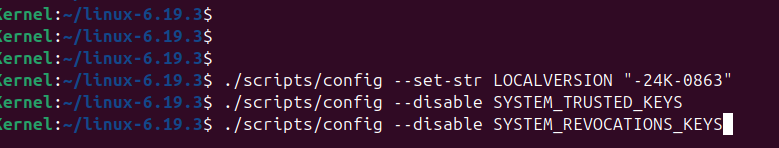 Kernel:~/linux-6.19.3$
Kernel:~/linux-6.19.3$
Kernel:~/linux-6.19.3$
Kernel:~/linux-6.19.3$ ./scripts/config --set-str LOCALVERSION "-24K-0863"
Kernel:~/linux-6.19.3$ ./scripts/config --disable SYSTEM_TRUSTED_KEYS
Kernel:~/linux-6.19.3$ ./scripts/config --disable SYSTEM_REVOCATIONS_KEYS